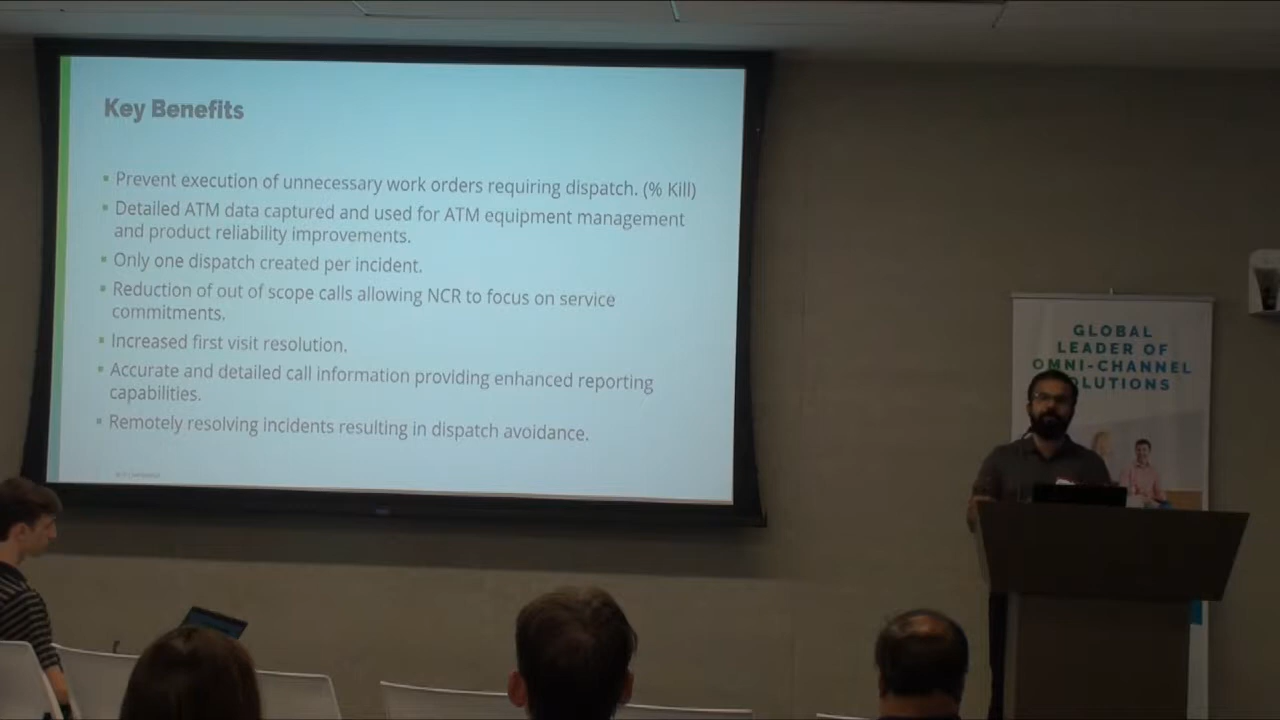 Key Benefits
Prevent execution of unnecessary work orders requiring dispatch. (% Kill)
Detailed ATM data captured and used for ATM equipment management
and product reliability improvements.
Only one dispatch created per incident.
Reduction of out of scope calls allowing NCR to focus on service
commitments.
Increased first visit resolution.
Accurate and detailed call information providing enhanced reporting
capabilities.
Remotely resolving incidents resulting in dispatch avoidance.
GLOBAL
LEADER OF
OMNI-CHANNEL
OLUTIONS